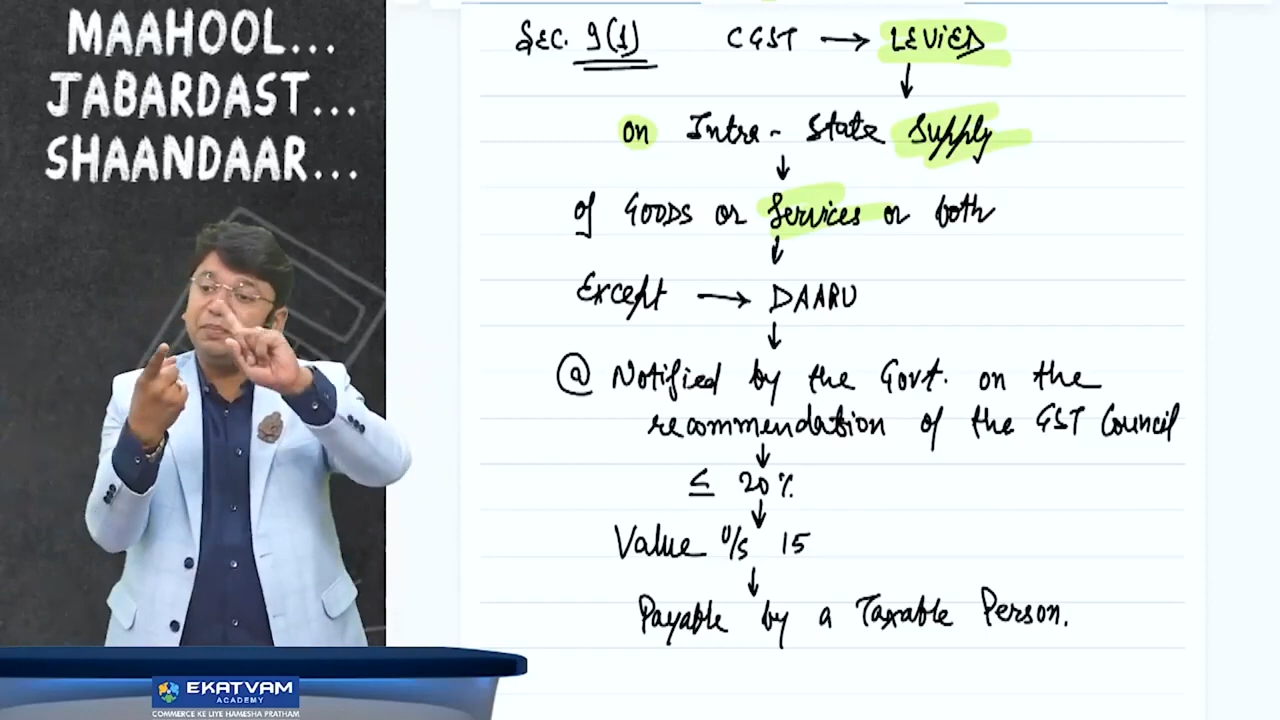 MAAHOOL...
JABARDAST...
SHAANDAAR...
SEC. 9(1) CGST → LEVIED
↓
on Intra - State Supply
↓
of GOODS or Services or both
↓
Except → DAARU
↓
@ Notified by the Govt. on the
recommendation of the GST Council
↓
≤ 20%
↓
Value u/s 15
↓
Payable by a Taxable Person.
EKATVAM
ACADEMY
COMMERCE KE LIYE HAMESHA PRATHAM